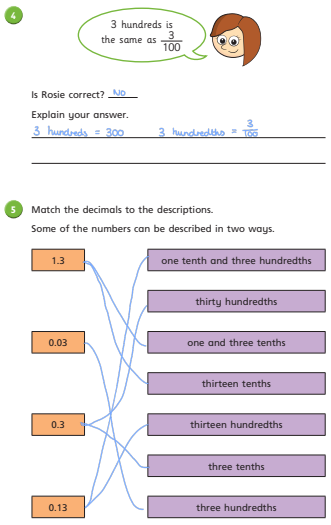 4
3 hundreds is
the same as 3/100
Is Rosie correct? No
Explain your answer.
3 hundreds = 300 3 hundredths = 3/100
5
Match the decimals to the descriptions.
Some of the numbers can be described in two ways.
1.3 one tenth and three hundredths
thirty hundredths
0.03 one and three tenths
thirteen tenths
0.3 thirteen hundredths
three tenths
0.13 three hundredths